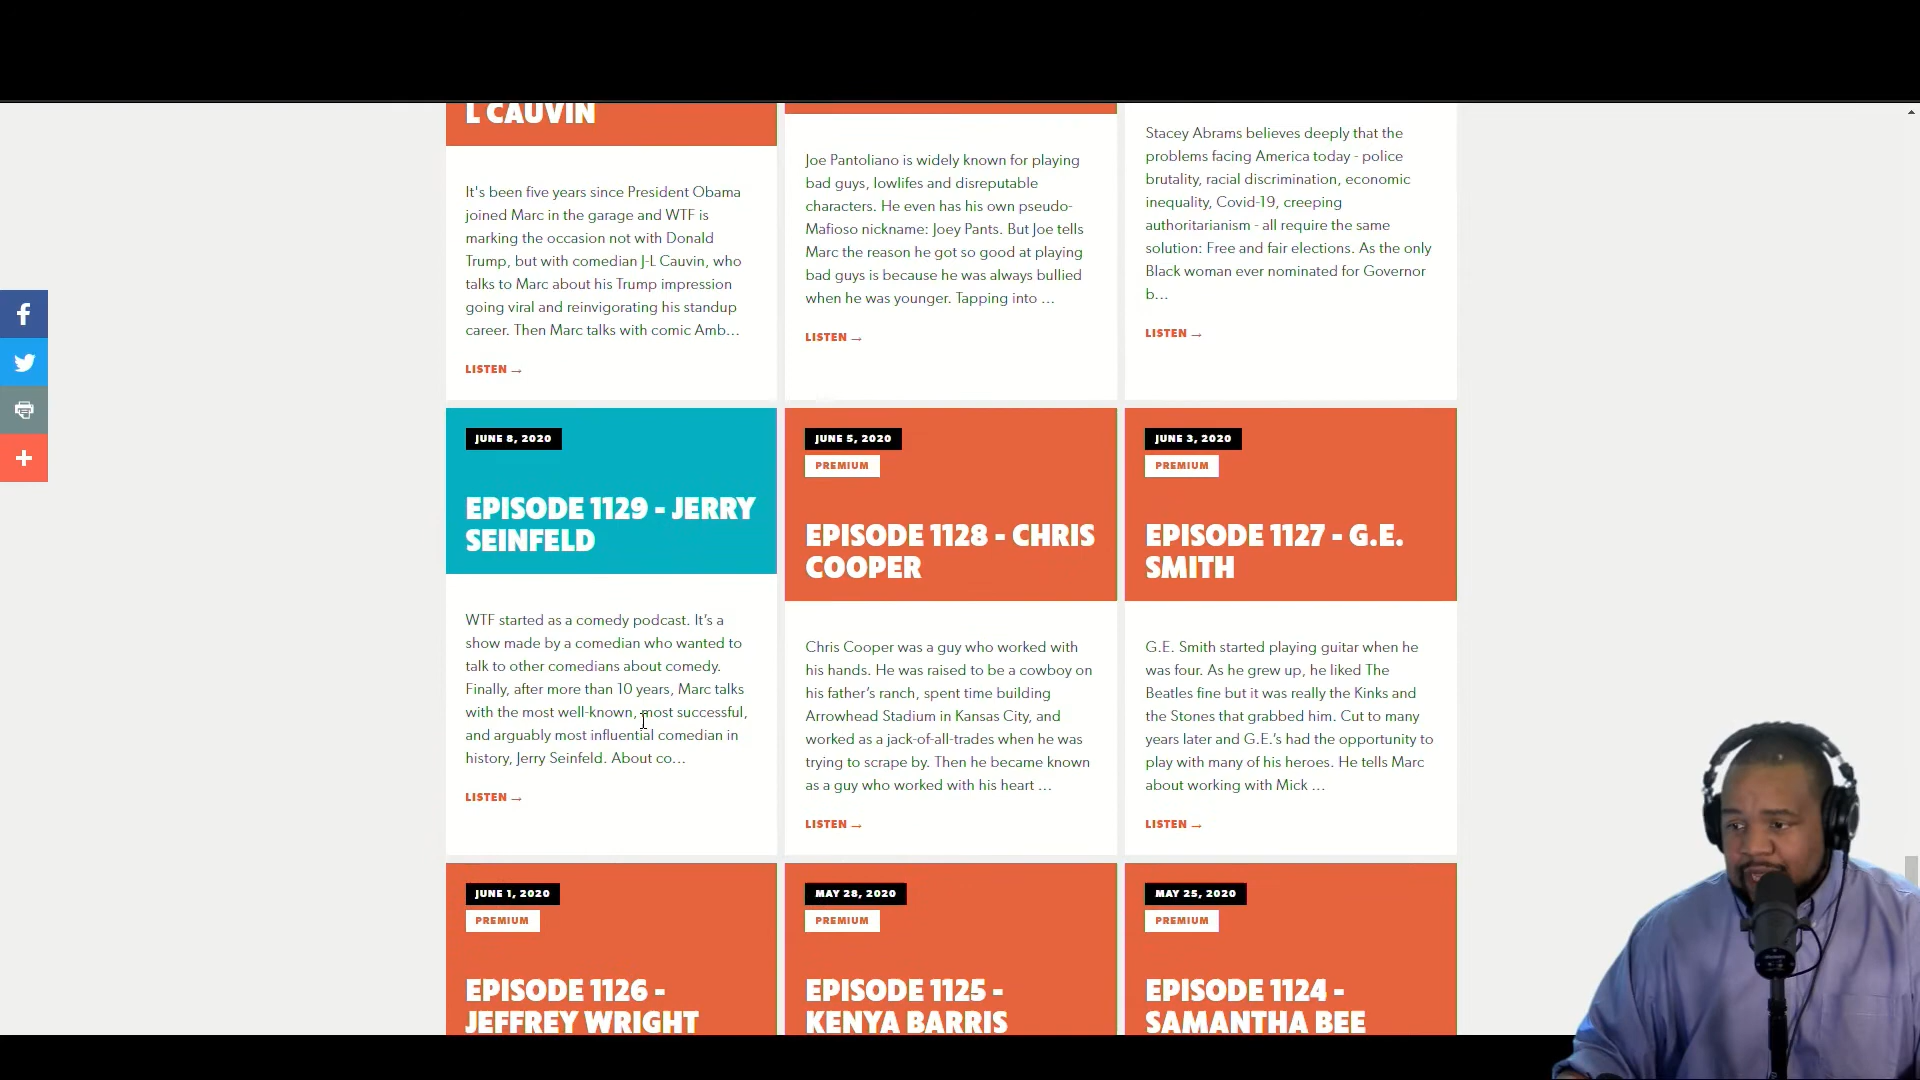 L CAUVIN
It's been five years since President Obama
joined Marc in the garage and WTF is
marking the occasion not with Donald
Trump, but with comedian J-L Cauvin, who
talks to Marc about his Trump impression
going viral and reinvigorating his standup
career. Then Marc talks with comic Amb...
LISTEN →
Joe Pantoliano is widely known for playing
bad guys, lowlifes and disreputable
characters. He even has his own pseudo-
Mafioso nickname: Joey Pants. But Joe tells
Marc the reason he got so good at playing
bad guys is because he was always bullied
when he was younger. Tapping into ...
LISTEN →
Stacey Abrams believes deeply that the
problems facing America today - police
brutality, racial discrimination, economic
inequality, Covid-19, creeping
authoritarianism - all require the same
solution: Free and fair elections. As the only
Black woman ever nominated for Governor
b...
LISTEN →
JUNE 8, 2020
EPISODE 1129 - JERRY
SEINFELD
WTF started as a comedy podcast. It's a
show made by a comedian who wanted to
talk to other comedians about comedy.
Finally, after more than 10 years, Marc talks
with the most well-known, most successful,
and arguably most influential comedian in
history, Jerry Seinfeld. About co...
LISTEN →
JUNE 5, 2020
PREMIUM
EPISODE 1128 - CHRIS
COOPER
Chris Cooper was a guy who worked with
his hands. He was raised to be a cowboy on
his father's ranch, spent time building
Arrowhead Stadium in Kansas City, and
worked as a jack-of-all-trades when he was
trying to scrape by. Then he became known
as a guy who worked with his heart ...
LISTEN →
JUNE 3, 2020
PREMIUM
EPISODE 1127 - G.E.
SMITH
G.E. Smith started playing guitar when he
was four. As he grew up, he liked The
Beatles fine but it was really the Kinks and
the Stones that grabbed him. Cut to many
years later and G.E.'s had the opportunity to
play with many of his heroes. He tells Marc
about working with Mick ...
LISTEN →
JUNE 1, 2020
PREMIUM
EPISODE 1126 -
JEFFREY WRIGHT
MAY 28, 2020
PREMIUM
EPISODE 1125 -
KENYA BARRIS
MAY 25, 2020
PREMIUM
EPISODE 1124 -
SAMANTHA BEE